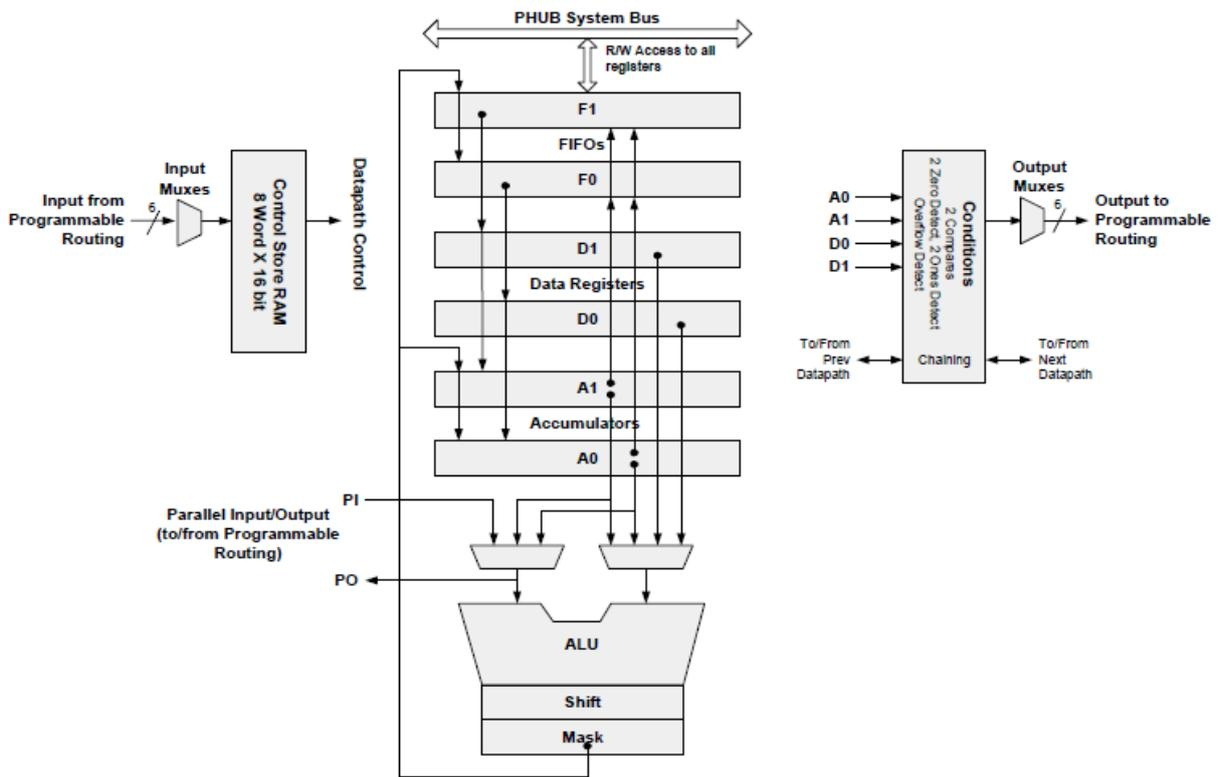 PHUB System Bus
R/W Access to all
registers
F1
FIFOs
F0
D1
Data Registers
D0
A1
Accumulators
A0
Input from
Programmable
Routing
6
Input
Muxes
Control Store RAM
8 Word X 16 bit
Datapath Control
PI
Parallel Input/Output
(to/from Programmable
Routing)
PO
ALU
Shift
Mask
A0
A1
D0
D1
Conditions
2 Compares
2 Zero Detect, 2 Ones Detect
Overflow Detect
Chaining
To/From
Prev
Datapath
To/From
Next
Datapath
Output
Muxes
6
Output to
Programmable
Routing